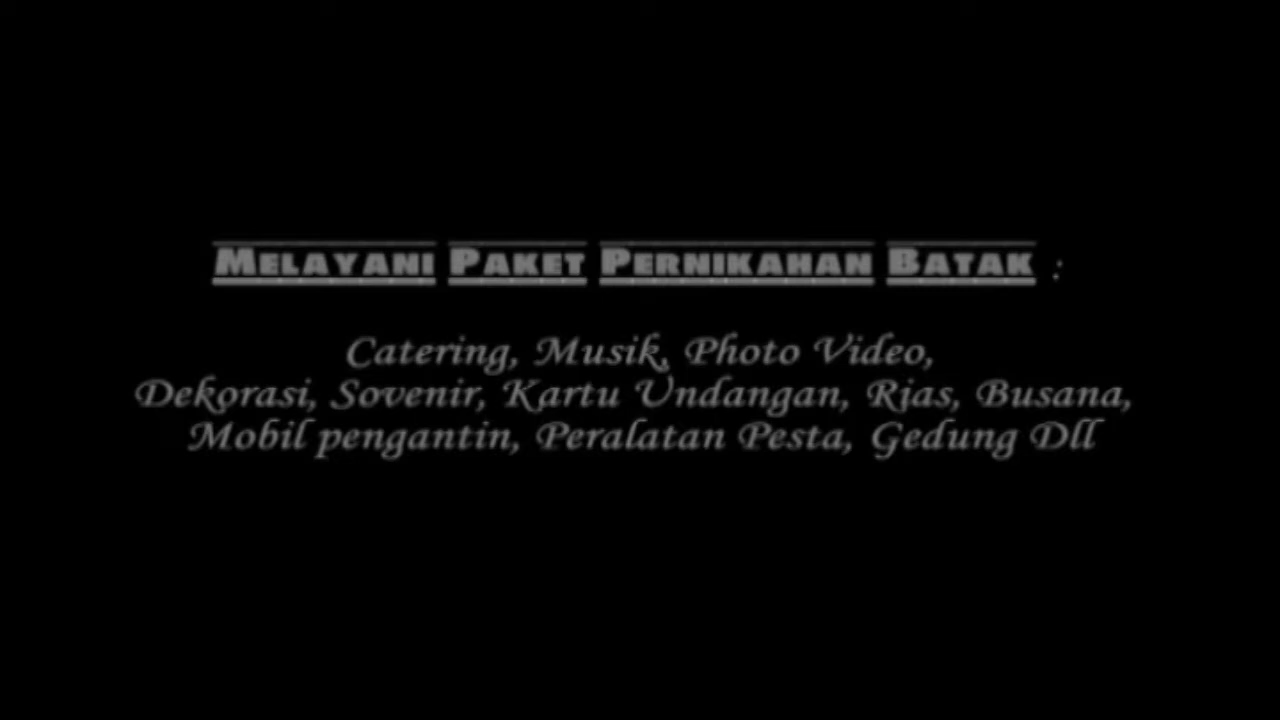 Melayani Paket Pernikahan Batak :
Catering, Musik, Photo Video,
Dekorasi, Sovenir, Kartu Undangan, Rias, Busana,
Mobil pengantin, Peralatan Pesta, Gedung Dll